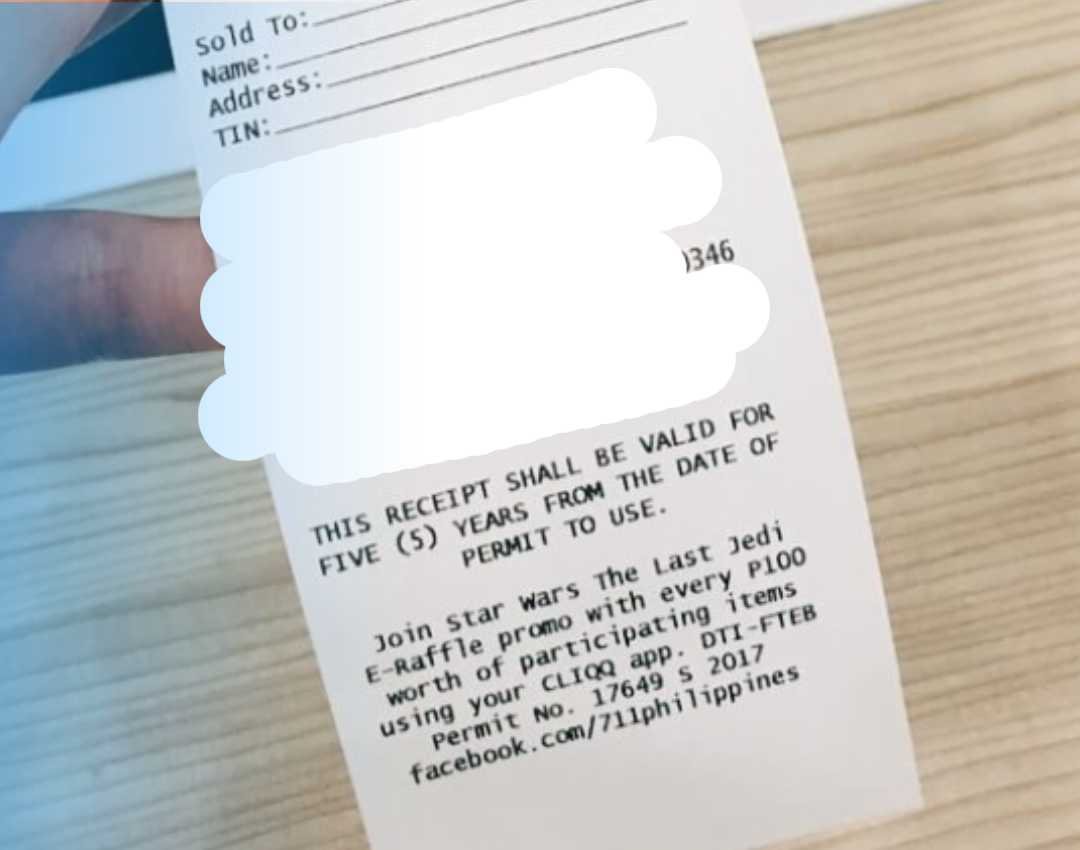 Sold To:
Name:
Address:
TIN:
346
THIS RECEIPT SHALL BE VALID FOR
FIVE (5) YEARS FROM THE DATE OF
PERMIT TO USE.
Join Star Wars The Last Jedi
E-Raffle promo with every P100
worth of participating items
using your CLIQQ app. DTI-FTEB
Permit No. 17649 S 2017
facebook.com/711philippines